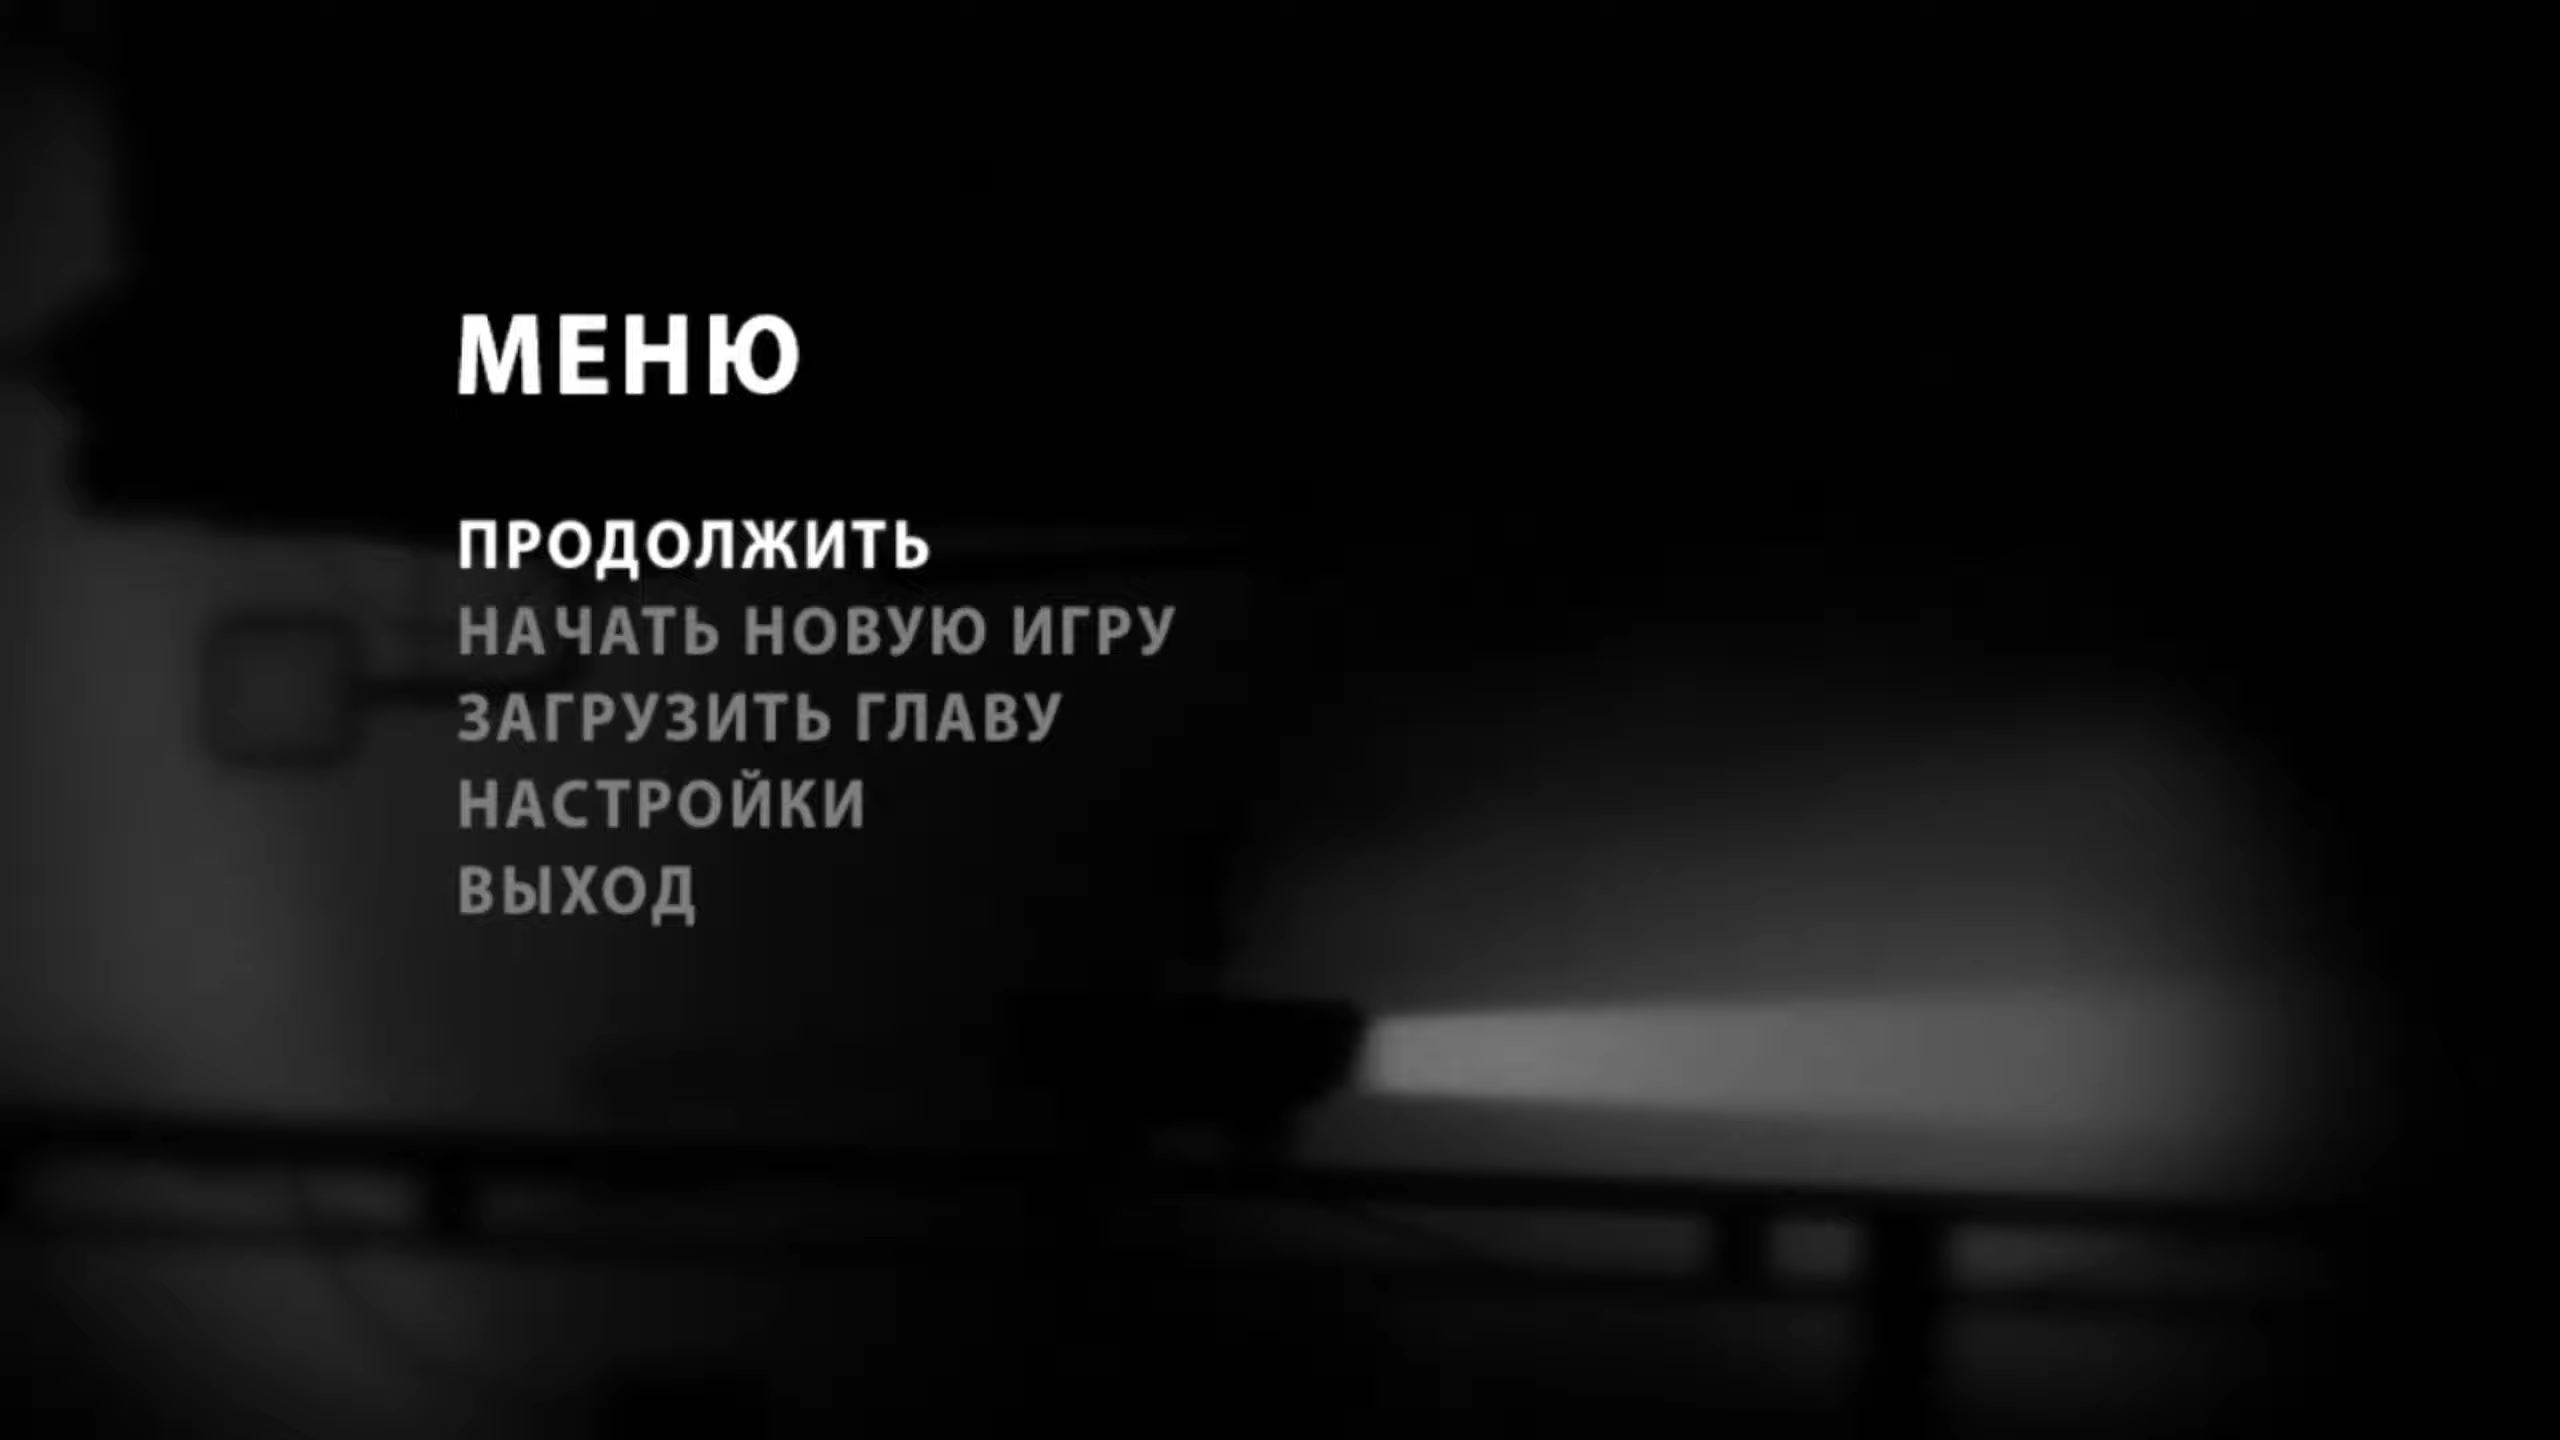 МЕНЮ
ПРОДОЛЖИТЬ
НАЧАТЬ НОВУЮ ИГРУ
ЗАГРУЗИТЬ ГЛАВУ
НАСТРОЙКИ
ВЫХОД